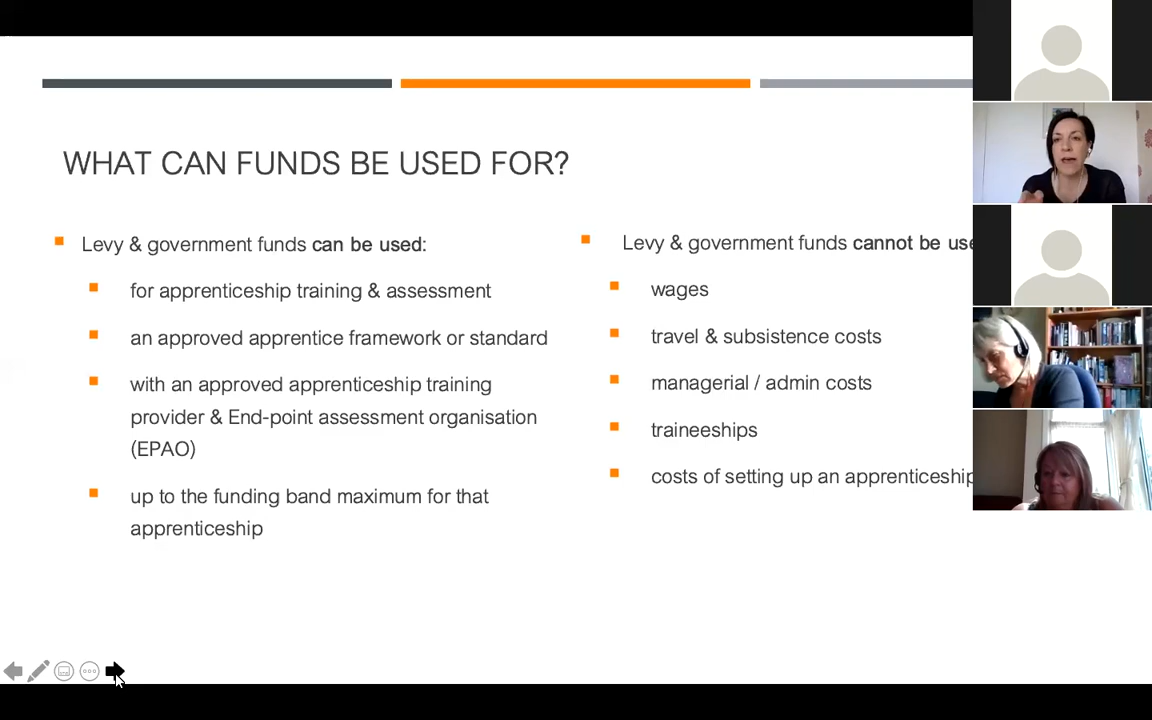 WHAT CAN FUNDS BE USED FOR?
Levy & government funds can be used:
for apprenticeship training & assessment
an approved apprentice framework or standard
with an approved apprenticeship training
provider & End-point assessment organisation
(EPAO)
up to the funding band maximum for that
apprenticeship
Levy & government funds cannot be use
wages
travel & subsistence costs
managerial / admin costs
traineeships
costs of setting up an apprenticeship